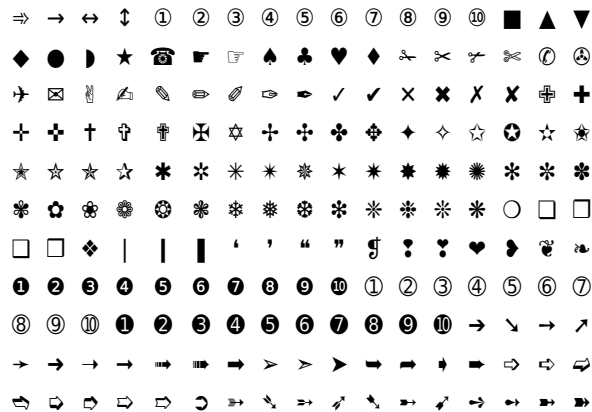 ➾ → ↔ ↕ ① ② ③ ④ ⑤ ⑥ ⑦ ⑧ ⑨ ⑩ ■ ▲ ▼
◆ ● ◗ ★ ☎ ☛ ☞ ♠ ♣ ♥ ♦ ✁ ✂ ✃ ✄ ✆ ✇
✈ ✉ ✌ ✍ ✎ ✏ ✐ ✑ ✒ ✓ ✔ ✕ ✖ ✗ ✘ ✙ ✚
✛ ✜ ✝ ✞ ✟ ✠ ✡ ✢ ✣ ✤ ✥ ✦ ✧ ✩ ✪ ✫ ✬
✭ ✮ ✯ ✰ ✱ ✲ ✳ ✴ ✵ ✶ ✷ ✸ ✹ ✺ ✻ ✼ ✽
✾ ✿ ❀ ❁ ❂ ❃ ❄ ❅ ❆ ❇ ❈ ❉ ❊ ❋ ❍ ❏ ❐
❑ ❒ ❖ ❘ ❙ ❚ ❛ ❜ ❝ ❞ ❡ ❢ ❣ ❤ ❥ ❦ ❧
❶ ❷ ❸ ❹ ❺ ❻ ❼ ❽ ❾ ❿ ➀ ➁ ➂ ➃ ➄ ➅ ➆
➇ ➈ ➉ ➊ ➋ ➌ ➍ ➎ ➏ ➐ ➑ ➒ ➓ ➔ ➘ ➙ ➚
➛ ➜ ➝ ➞ ➟ ➠ ➡ ➢ ➣ ➤ ➥ ➦ ➧ ➨ ➩ ➪ ➫
➬ ➭ ➮ ➯ ➱ ➲ ➳ ➴ ➵ ➶ ➷ ➸ ➹ ➺ ➻ ➼ ➽